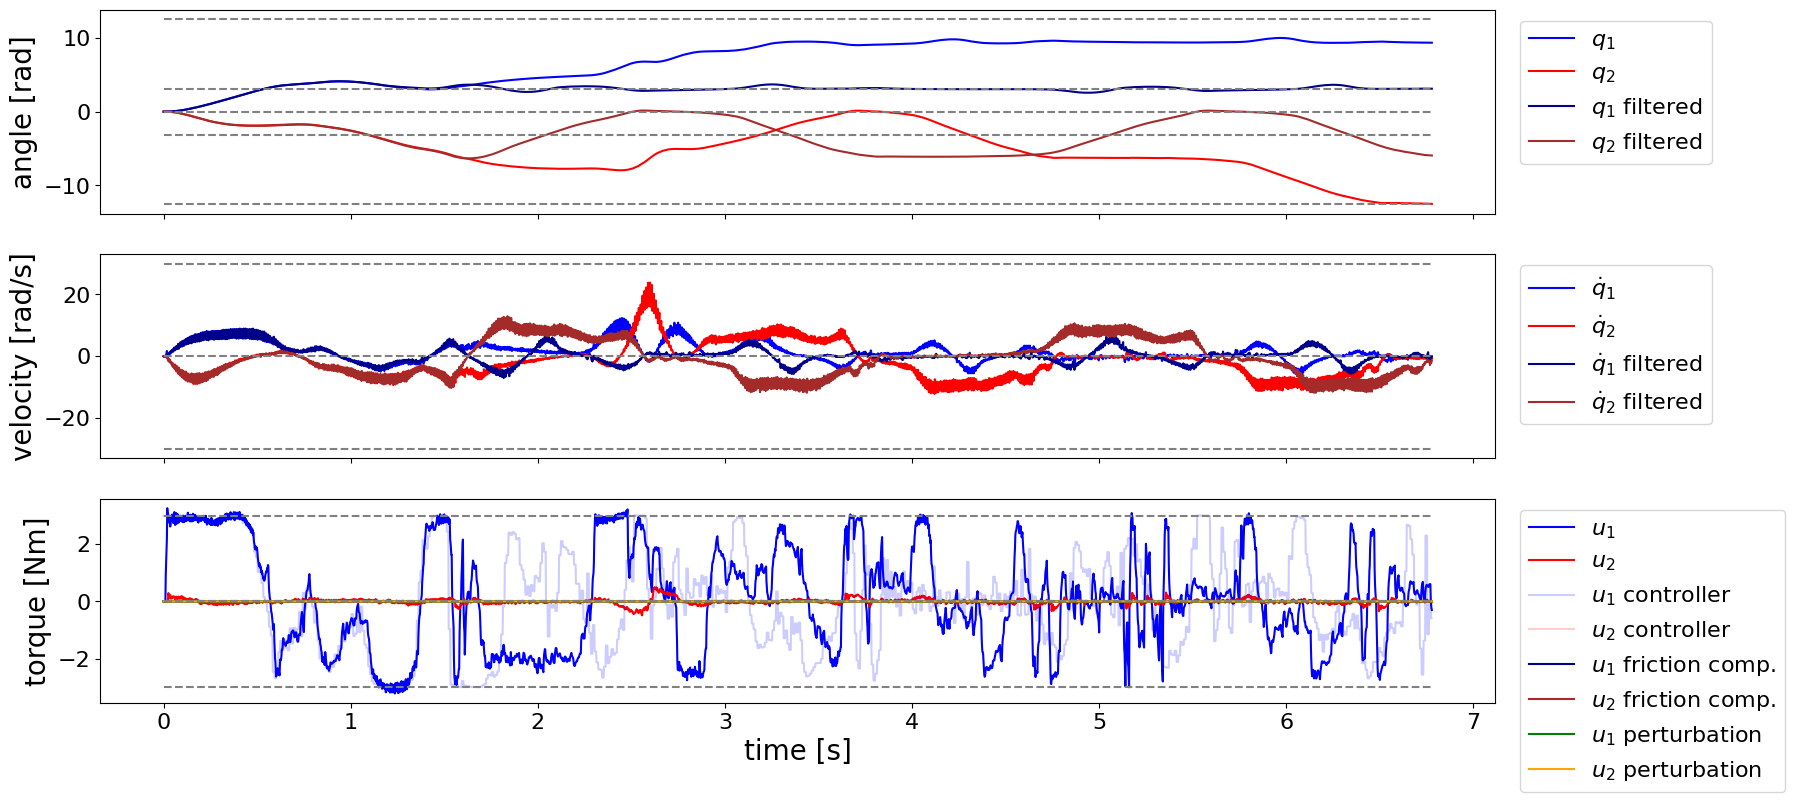 angle [rad]
10
0
−10
q₁
q₂
q₁ filtered
q₂ filtered
velocity [rad/s]
20
0
−20
q̇₁
q̇₂
q̇₁ filtered
q̇₂ filtered
torque [Nm]
2
0
−2
0 1 2 3 4 5 6 7
time [s]
u₁
u₂
u₁ controller
u₂ controller
u₁ friction comp.
u₂ friction comp.
u₁ perturbation
u₂ perturbation